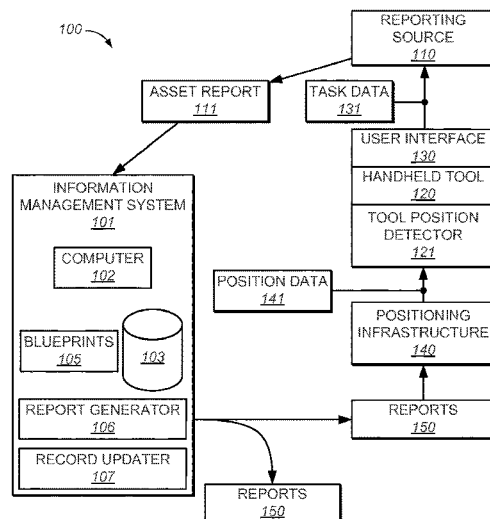 100
REPORTING
SOURCE
110
ASSET REPORT
111
TASK DATA
131
USER INTERFACE
130
HANDHELD TOOL
120
TOOL POSITION
DETECTOR
121
INFORMATION
MANAGEMENT
SYSTEM
101
COMPUTER
102
POSITION DATA
141
POSITIONING
INFRASTRUCTURE
140
BLUEPRINTS
105
103
REPORT GENERATOR
106
REPORTS
150
RECORD UPDATER
107
REPORTS
150